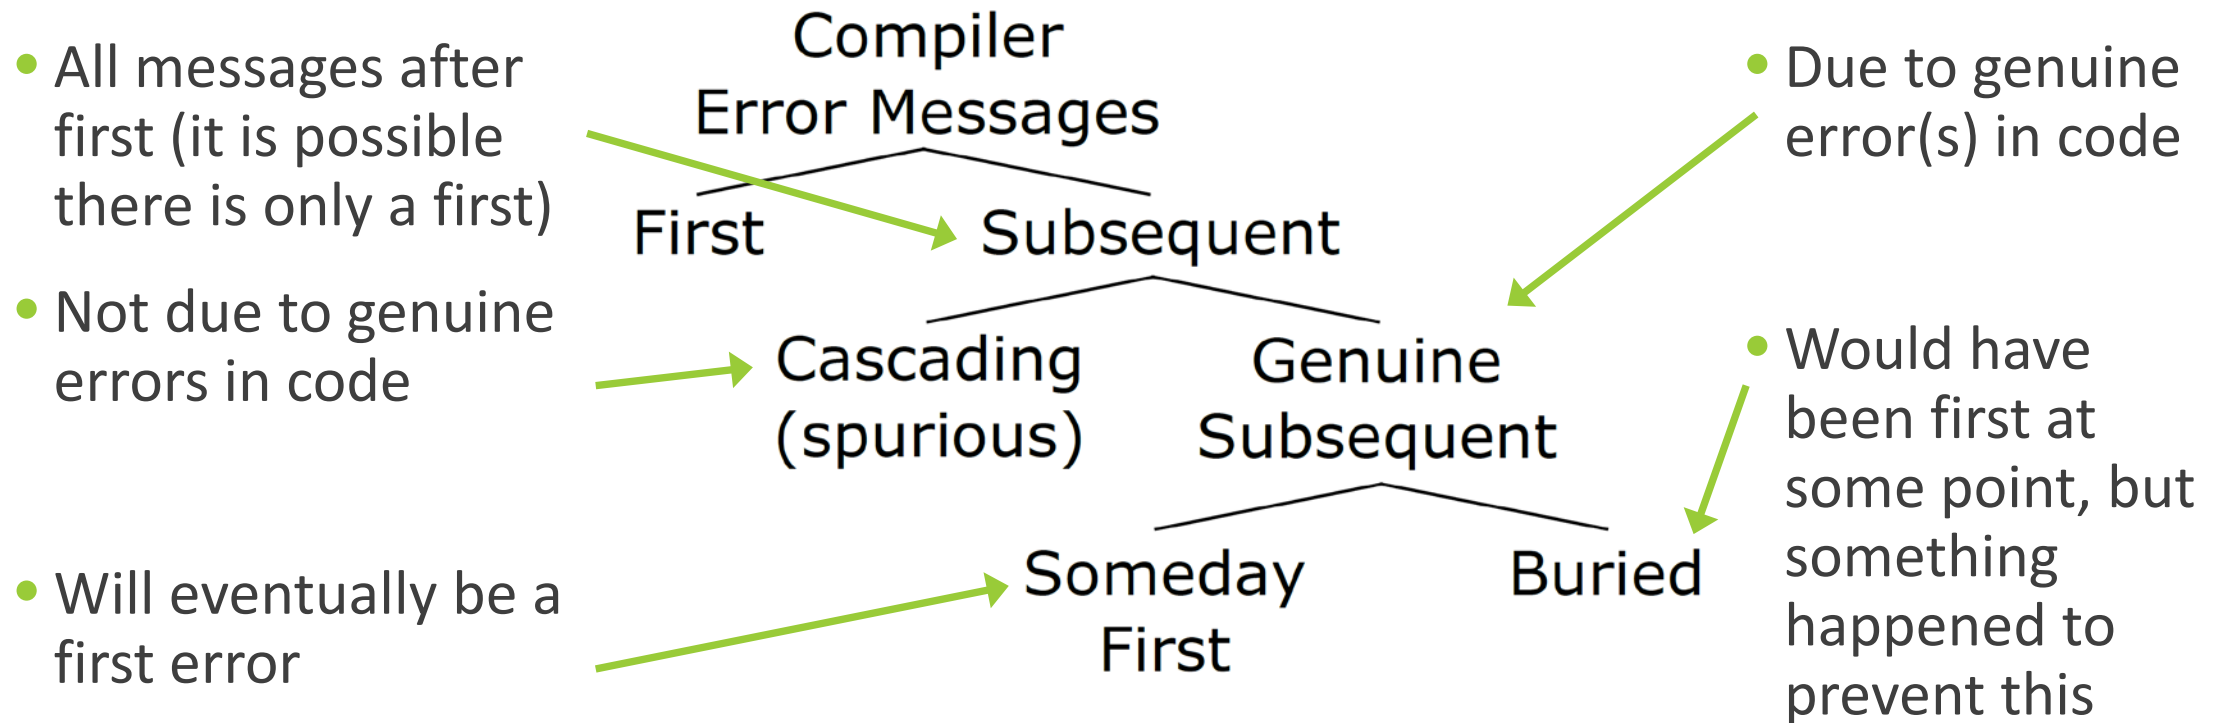 Compiler
Error Messages
First
Subsequent
Cascading
(spurious)
Genuine
Subsequent
Someday
First
Buried
• All messages after
first (it is possible
there is only a first)
• Not due to genuine
errors in code
• Will eventually be a
first error
• Due to genuine
error(s) in code
• Would have
been first at
some point, but
something
happened to
prevent this